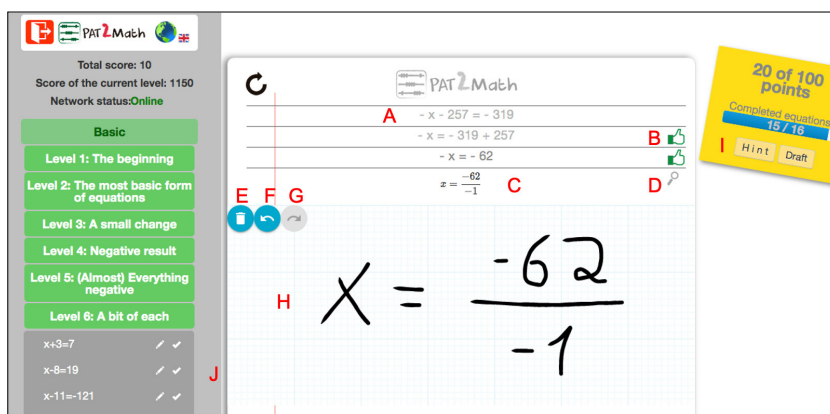 PAT2Math
Total score: 10
Score of the current level: 1150
Network status:Online
Basic
Level 1: The beginning
Level 2: The most basic form
of equations
Level 3: A small change
Level 4: Negative result
Level 5: (Almost) Everything
negative
Level 6: A bit of each
x+3=7
x-8=19
x-11=-121
J
PAT2Math
A - x - 257 = - 319
- x = - 319 + 257 B
- x = - 62
x = -62/-1 C D
E F G
H
X = -62/-1
20 of 100
points
Completed equations
15 / 16
I Hint Draft